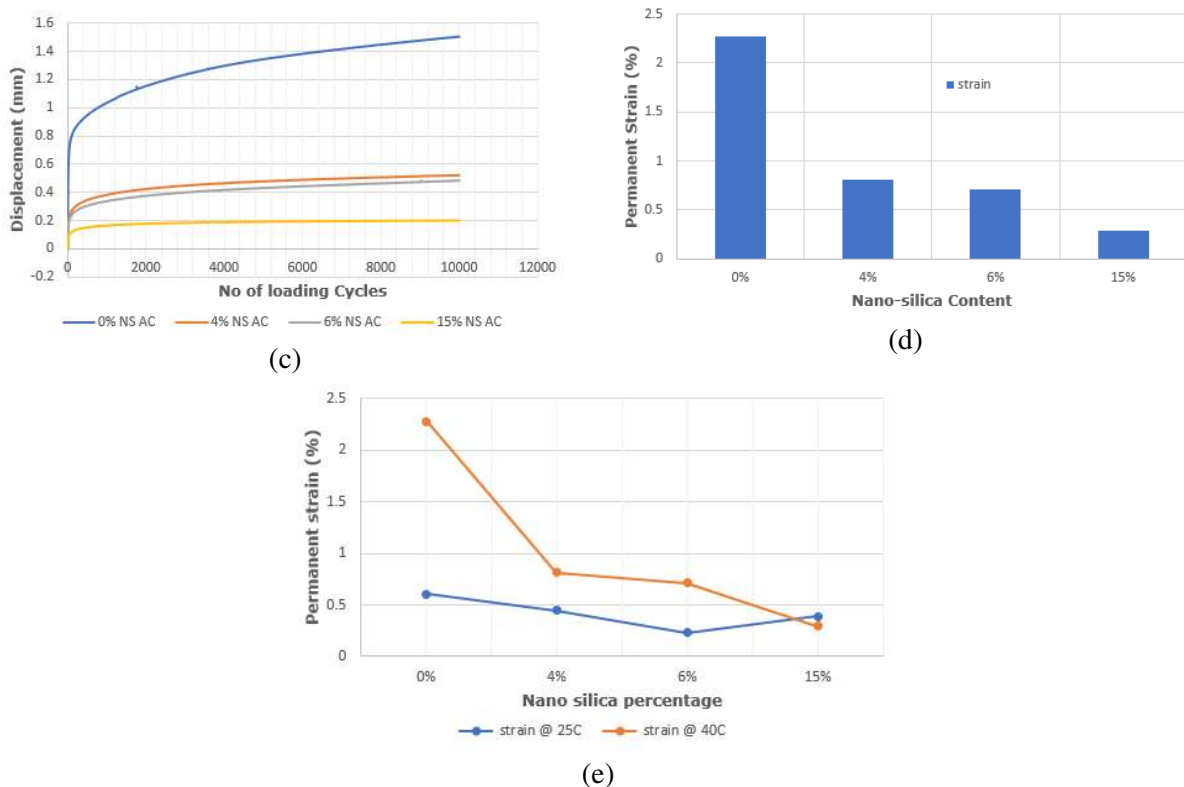 Displacement (mm)
1.6
1.4
1.2
1
0.8
0.6
0.4
0.2
0
-0.2
0 2000 4000 6000 8000 10000 12000
No of loading Cycles
0% NS AC 4% NS AC 6% NS AC 15% NS AC
(c)
Permanent Strain (%)
2.5
2
1.5
1
0.5
0
strain
0% 4% 6% 15%
Nano-silica Content
(d)
Permanent strain (%)
2.5
2
1.5
1
0.5
0
0% 4% 6% 15%
Nano silica percentage
strain @ 25C strain @ 40C
(e)